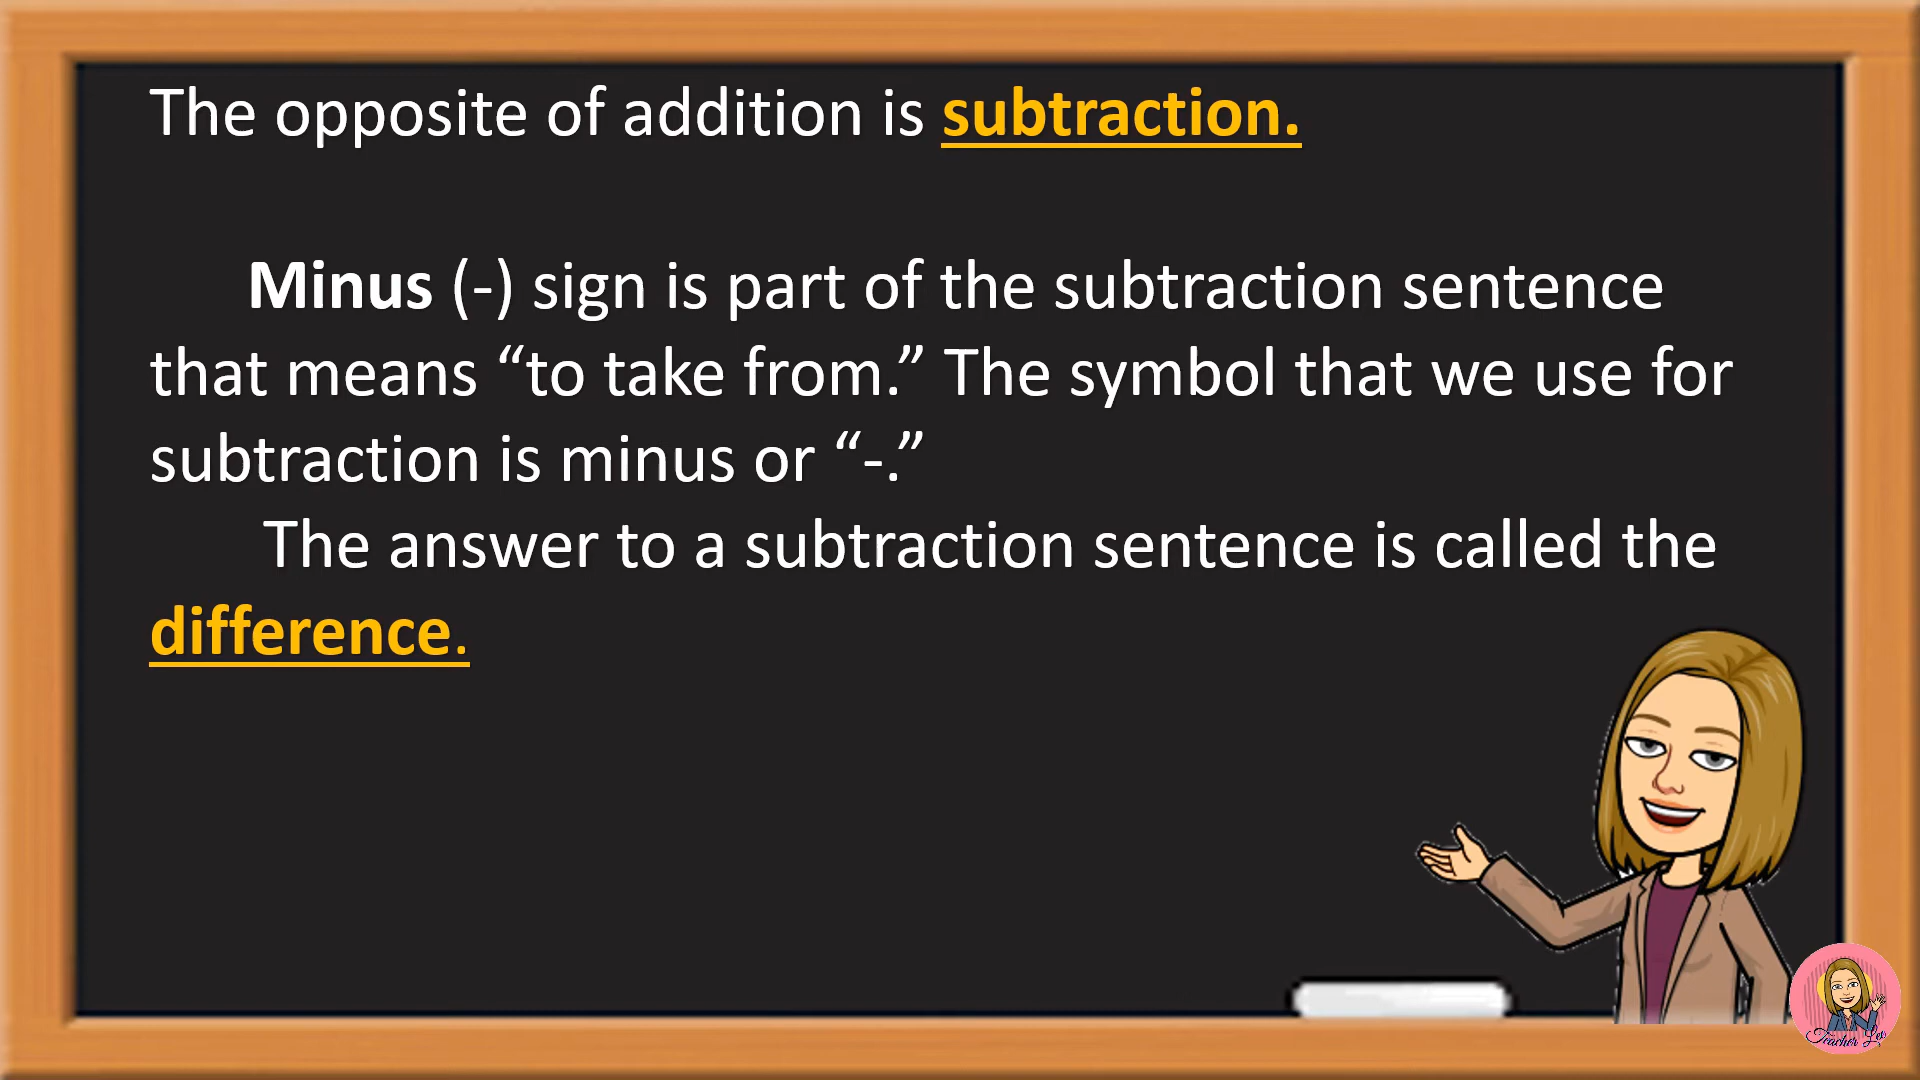 The opposite of addition is subtraction.
Minus (-) sign is part of the subtraction sentence
that means “to take from.” The symbol that we use for
subtraction is minus or “-.”
The answer to a subtraction sentence is called the
difference.
Teacher Lex